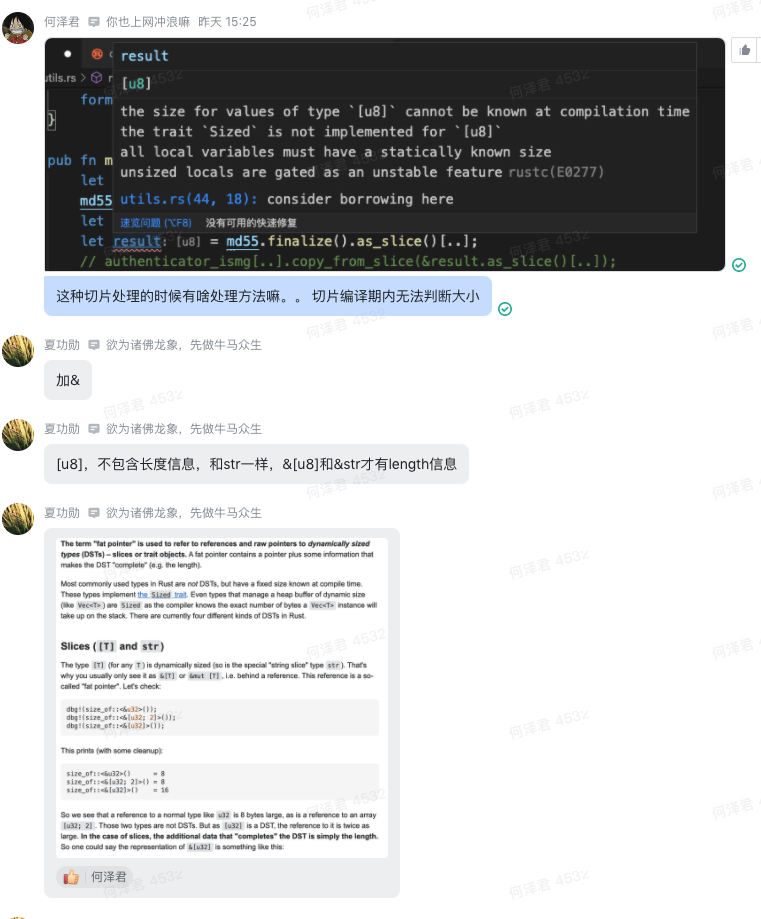 何泽君 你也上网冲浪嘛 昨天 15:25
result
[u8]
utils.rs
form
the size for values of type `[u8]` cannot be known at compilation time
the trait `Sized` is not implemented for `[u8]`
all local variables must have a statically known size
unsized locals are gated as an unstable feature rustc(E0277)
}
pub fn m
let
md55
utils.rs(44, 18): consider borrowing here
let
速览问题 (⌥F8) 没有可用的快速修复
let result: [u8] = md55.finalize().as_slice()[..];
// authenticator_ismg[..].copy_from_slice(&result.as_slice()[..]);
这种切片处理的时候有啥处理方法嘛。。 切片编译期内无法判断大小
夏功勋 欲为诸佛龙象，先做牛马众生
加&
夏功勋 欲为诸佛龙象，先做牛马众生
[u8]，不包含长度信息，和str一样，&[u8]和&str才有length信息
夏功勋 欲为诸佛龙象，先做牛马众生
The term "fat pointer" is used to refer to references and raw pointers to dynamically sized
types (DSTs) – slices or trait objects. A fat pointer contains a pointer plus some information that
makes the DST "complete" (e.g. the length).
Most commonly used types in Rust are not DSTs, but have a fixed size known at compile time.
These types implement the Sized trait. Even types that manage a heap buffer of dynamic size
(like Vec<T>) are Sized as the compiler knows the exact number of bytes a Vec<T> instance will
take up on the stack. There are currently four different kinds of DSTs in Rust.
Slices ([T] and str)
The type [T] (for any T) is dynamically sized (so is the special "string slice" type str). That's
why you usually only see it as &[T] or &mut [T], i.e. behind a reference. This reference is a so-
called "fat pointer". Let's check:
dbg!(size_of::<&u32>());
dbg!(size_of::<&[u32; 2]>());
dbg!(size_of::<&[u32]>());
This prints (with some cleanup):
size_of::<&u32>() = 8
size_of::<&[u32; 2]>() = 8
size_of::<&[u32]>() = 16
So we see that a reference to a normal type like u32 is 8 bytes large, as is a reference to an array
[u32; 2]. Those two types are not DSTs. But as [u32] is a DST, the reference to it is twice as
large. In the case of slices, the additional data that "completes" the DST is simply the length.
So one could say the representation of &[u32] is something like this:
何泽君
何泽君 4532